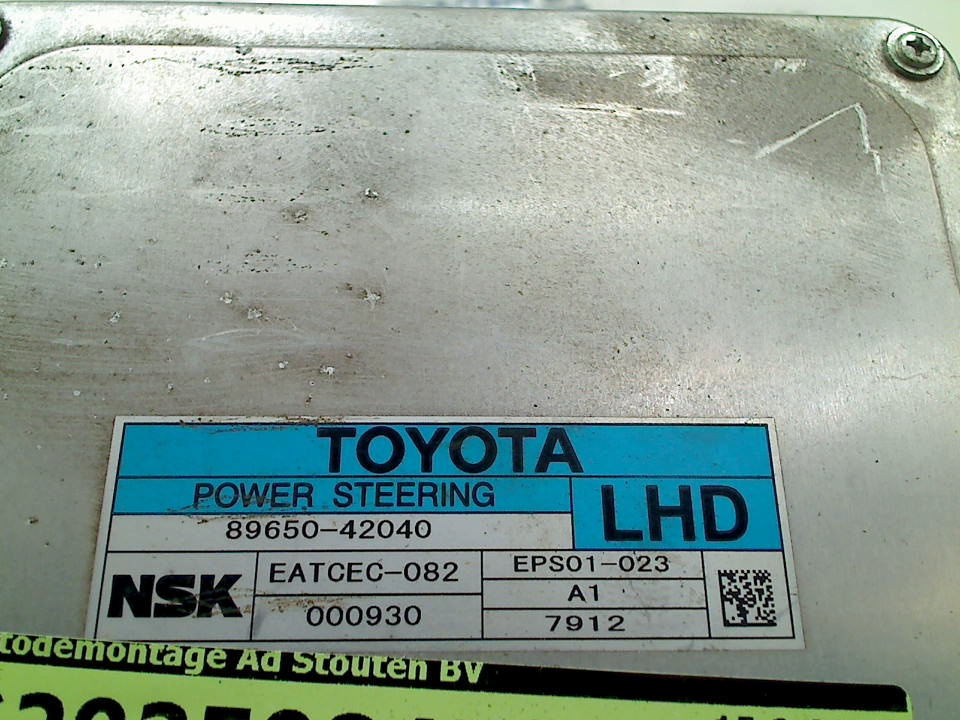 TOYOTA
POWER STEERING
LHD
89650-42040
NSK
EATCEC-082
000930
EPS01-023
A1
7912
todemontage Ad Stouten BV